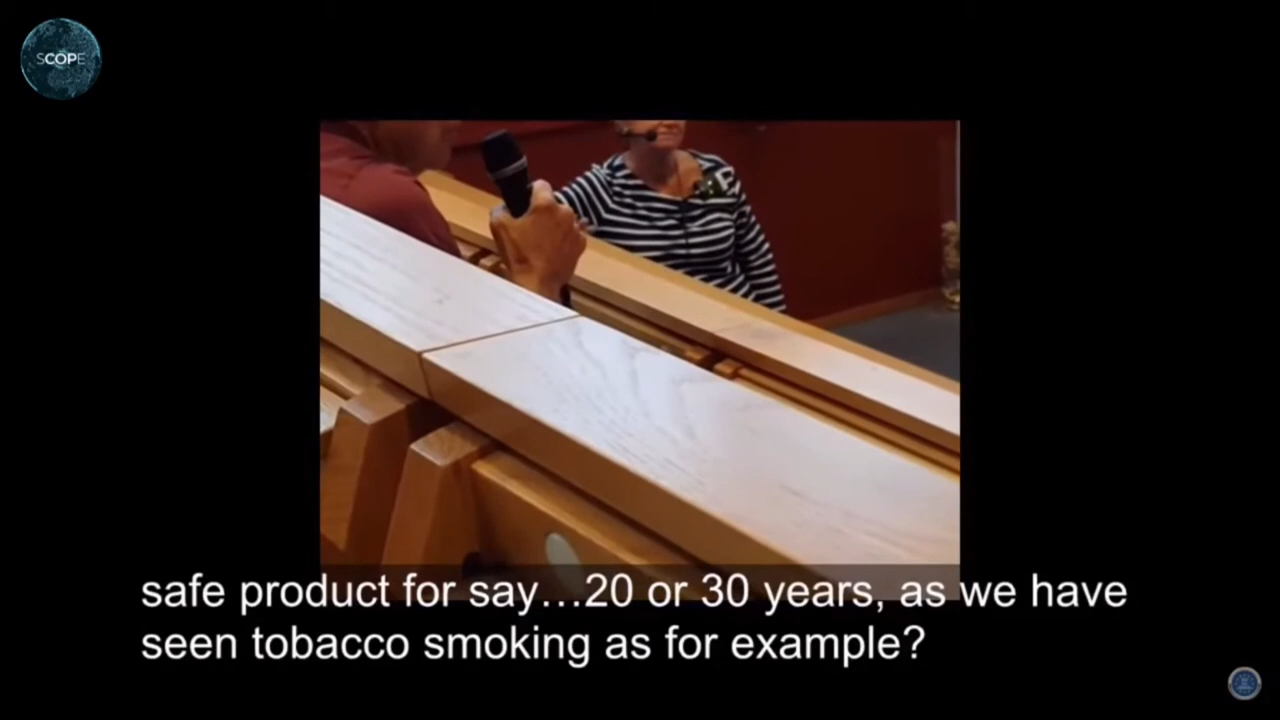 SCOPE
safe product for say…20 or 30 years, as we have
seen tobacco smoking as for example?